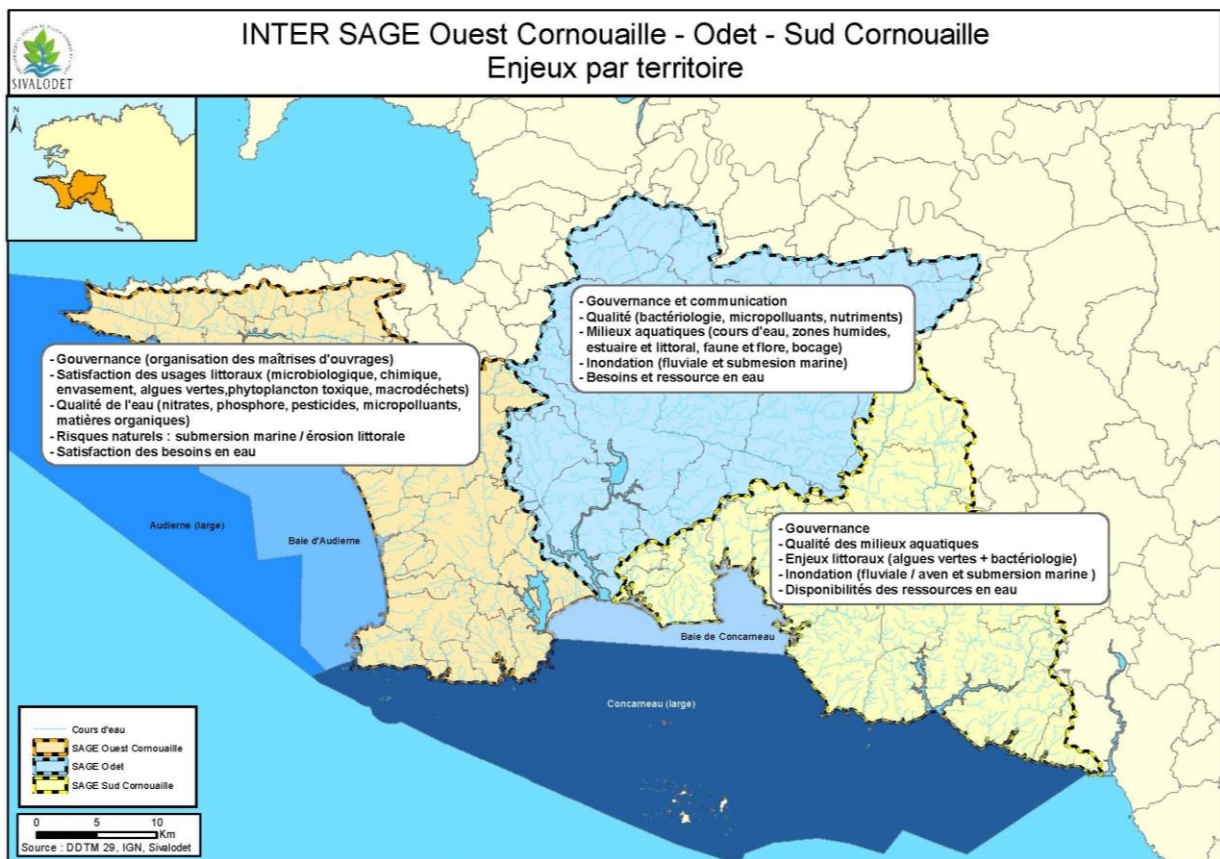 INTER SAGE Ouest Cornouaille - Odet - Sud Cornouaille
Enjeux par territoire
SIVALODET
N
- Gouvernance et communication
- Qualité (bactériologie, micropolluants, nutriments)
- Milieux aquatiques (cours d'eau, zones humides,
estuaire et littoral, faune et flore, bocage)
- Inondation (fluviale et submesion marine)
- Besoins et ressource en eau
- Gouvernance (organisation des maîtrises d'ouvrages)
- Satisfaction des usages littoraux (microbiologique, chimique,
envasement, algues vertes,phytoplancton toxique, macrodéchets)
- Qualité de l'eau (nitrates, phosphore, pesticides, micropolluants,
matières organiques)
- Risques naturels : submersion marine / érosion littorale
- Satisfaction des besoins en eau
- Gouvernance
- Qualité des milieux aquatiques
- Enjeux littoraux (algues vertes + bactériologie)
- Inondation (fluviale / aven et submersion marine )
- Disponibilités des ressources en eau
Audierne (large)
Baie d'Audierne
Baie de Concarneau
Concarneau (large)
Cours d'eau
SAGE Ouest Cornouaille
SAGE Odet
SAGE Sud Cornouaille
0 5 10
Km
Source : DDTM 29, IGN, Sivalodet